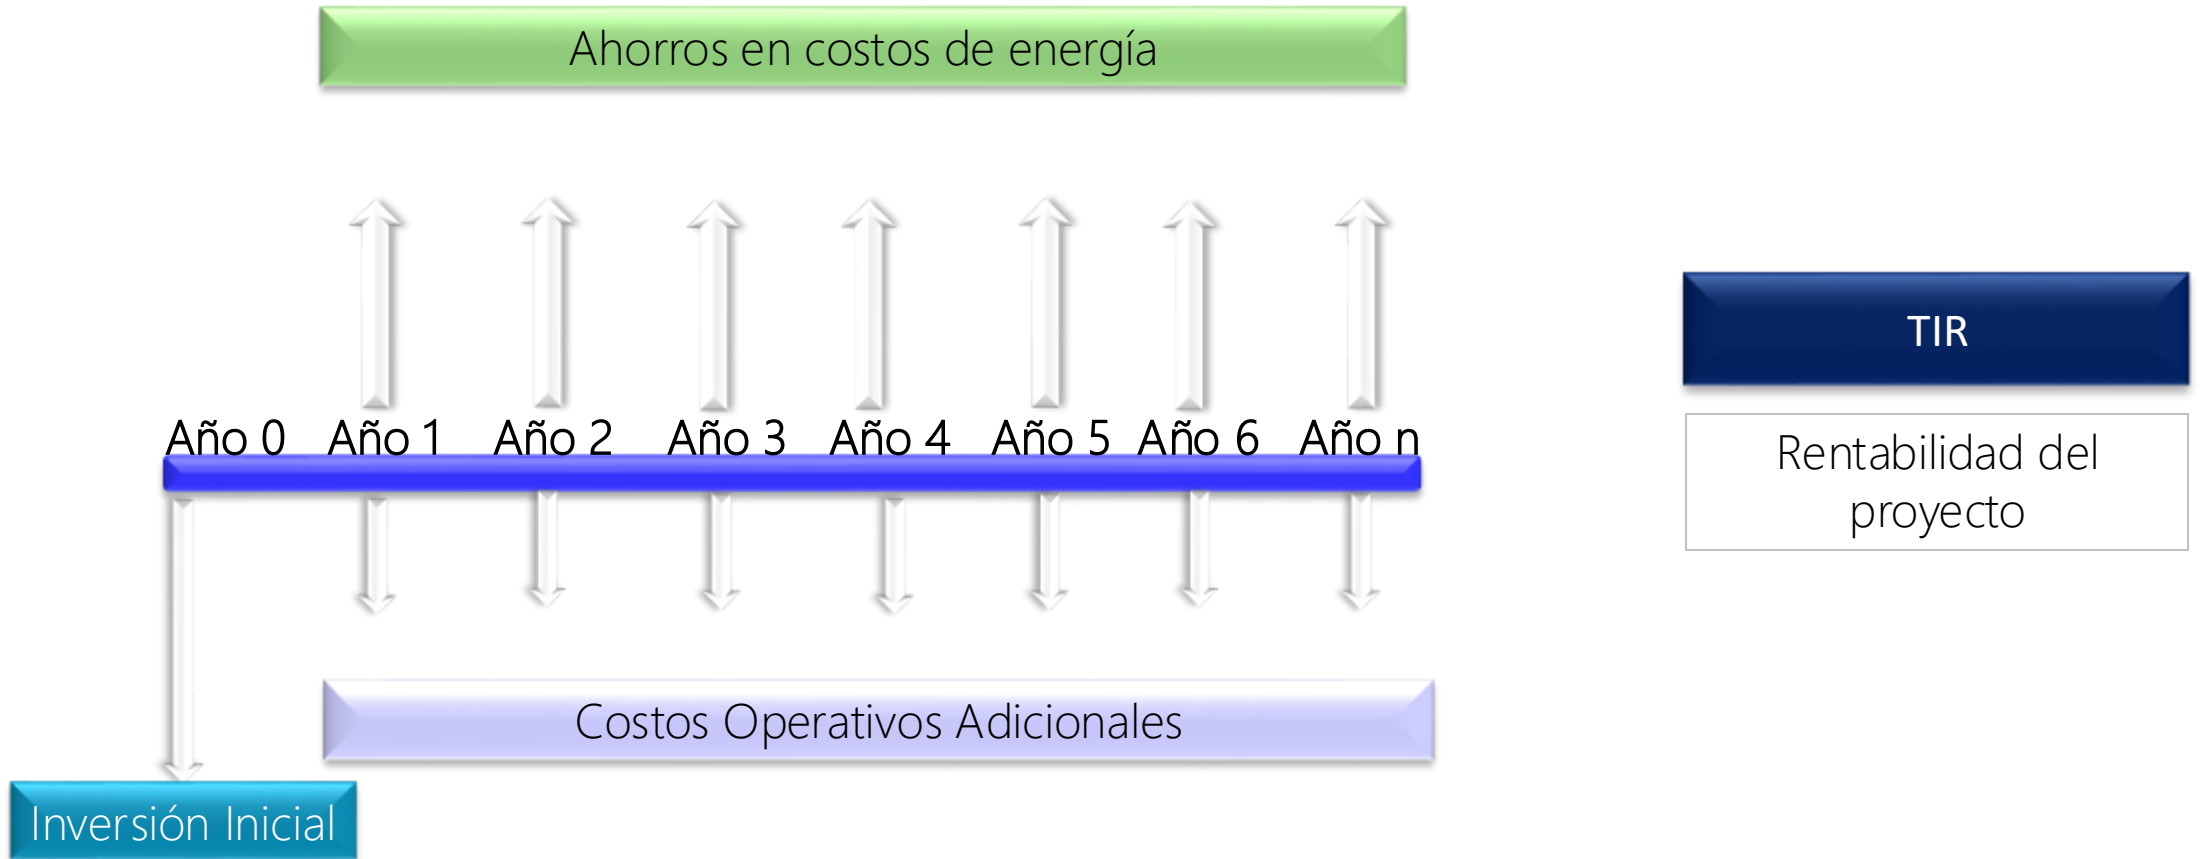 Ahorros en costos de energía
Año 0 Año 1 Año 2 Año 3 Año 4 Año 5 Año 6 Año n
Costos Operativos Adicionales
Inversión Inicial
TIR
Rentabilidad del
proyecto